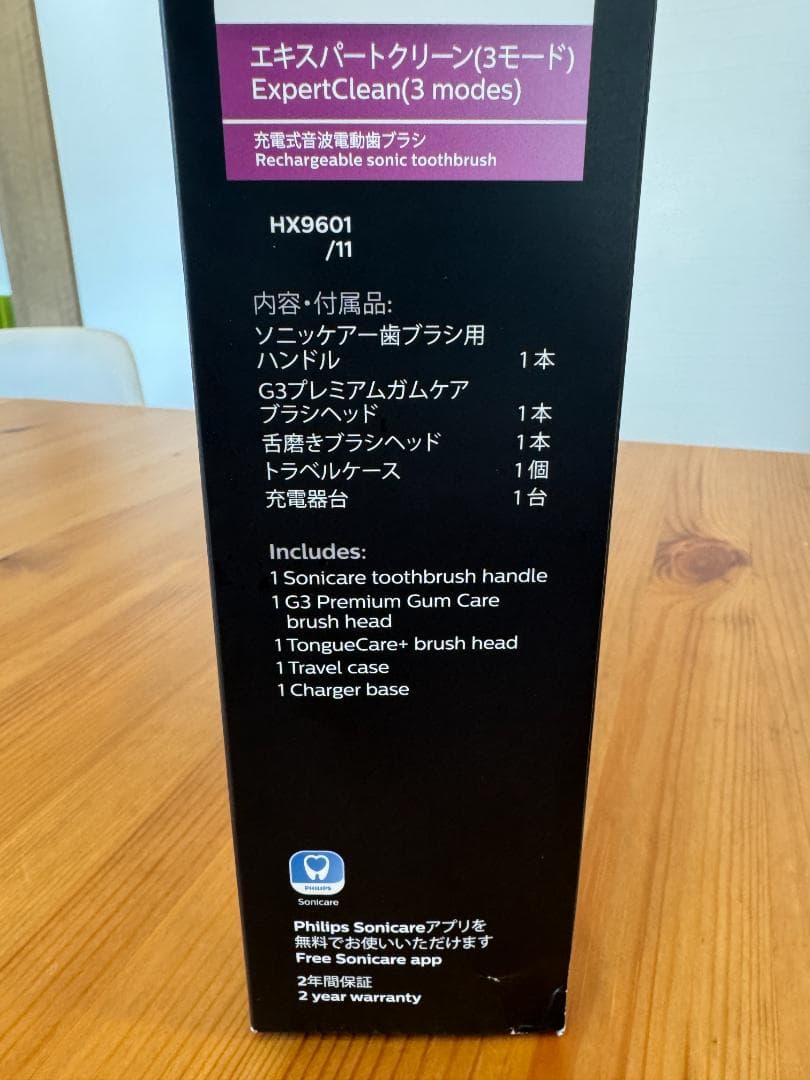 エキスパートクリーン(3モード)
ExpertClean(3 modes)
充電式音波電動歯ブラシ
Rechargeable sonic toothbrush
HX9601
/11
内容・付属品:
ソニッケアー歯ブラシ用
ハンドル 1本
G3プレミアムガムケア
ブラシヘッド 1本
舌磨きブラシヘッド 1本
トラベルケース 1個
充電器台 1台
Includes:
1 Sonicare toothbrush handle
1 G3 Premium Gum Care
brush head
1 TongueCare+ brush head
1 Travel case
1 Charger base
PHILIPS
Sonicare
Philips Sonicareアプリを
無料でお使いいただけます
Free Sonicare app
2年間保証
2 year warranty